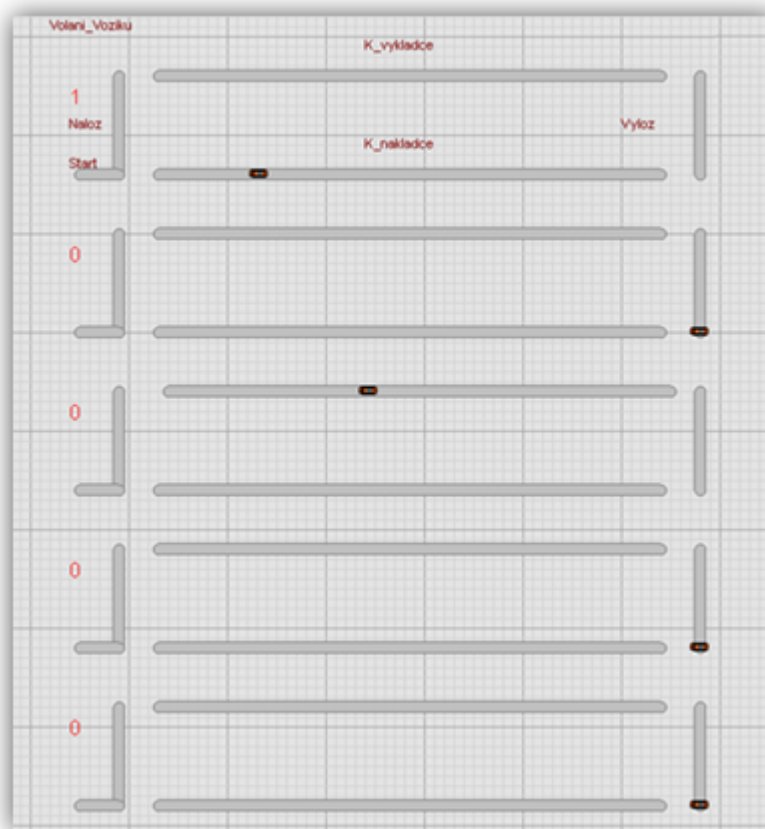 Volani_Voziku
K_vykladce
1
Naloz
Vyloz
K_nakladce
Start
0
0
0
0